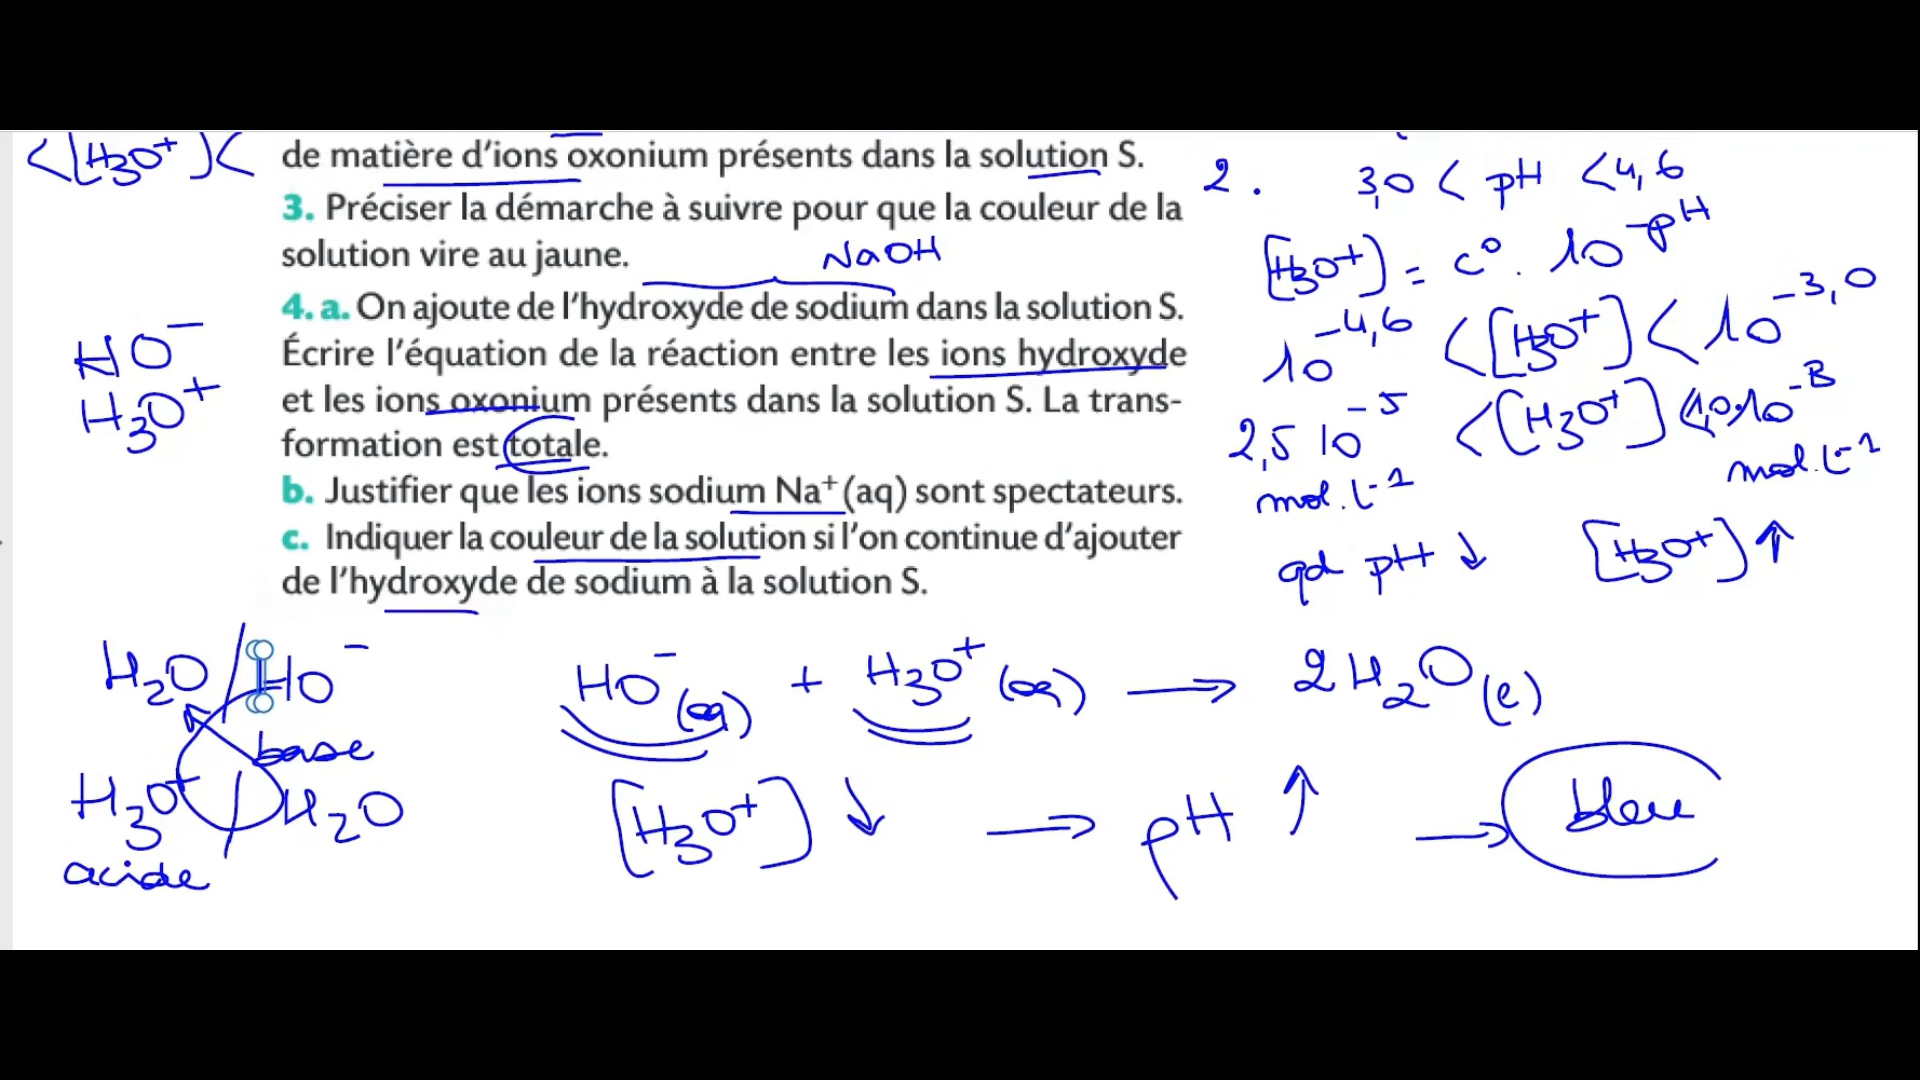 <[H3O+]<
de matière d'ions oxonium présents dans la solution S.
3. Préciser la démarche à suivre pour que la couleur de la
solution vire au jaune.
NaOH
4. a. On ajoute de l'hydroxyde de sodium dans la solution S.
Écrire l'équation de la réaction entre les ions hydroxyde
et les ions oxonium présents dans la solution S. La trans-
formation est totale.
b. Justifier que les ions sodium Na⁺(aq) sont spectateurs.
c. Indiquer la couleur de la solution si l'on continue d'ajouter
de l'hydroxyde de sodium à la solution S.
HO⁻
H3O⁺
2. 3,0 < pH < 4,6
[H3O+] = c°. 10^-pH
10^-4,6 < [H3O+] < 10^-3,0
2,5 10^-5 < [H3O+] < 1,0.10^-3
mol.L-1 mol.L-1
qd pH ↓ [H3O+] ↑
H2O / HO⁻
base
H3O⁺ / H2O
acide
HO⁻(aq) + H3O⁺(aq) → 2H2O(l)
[H3O+] ↓ → pH ↑ → bleu